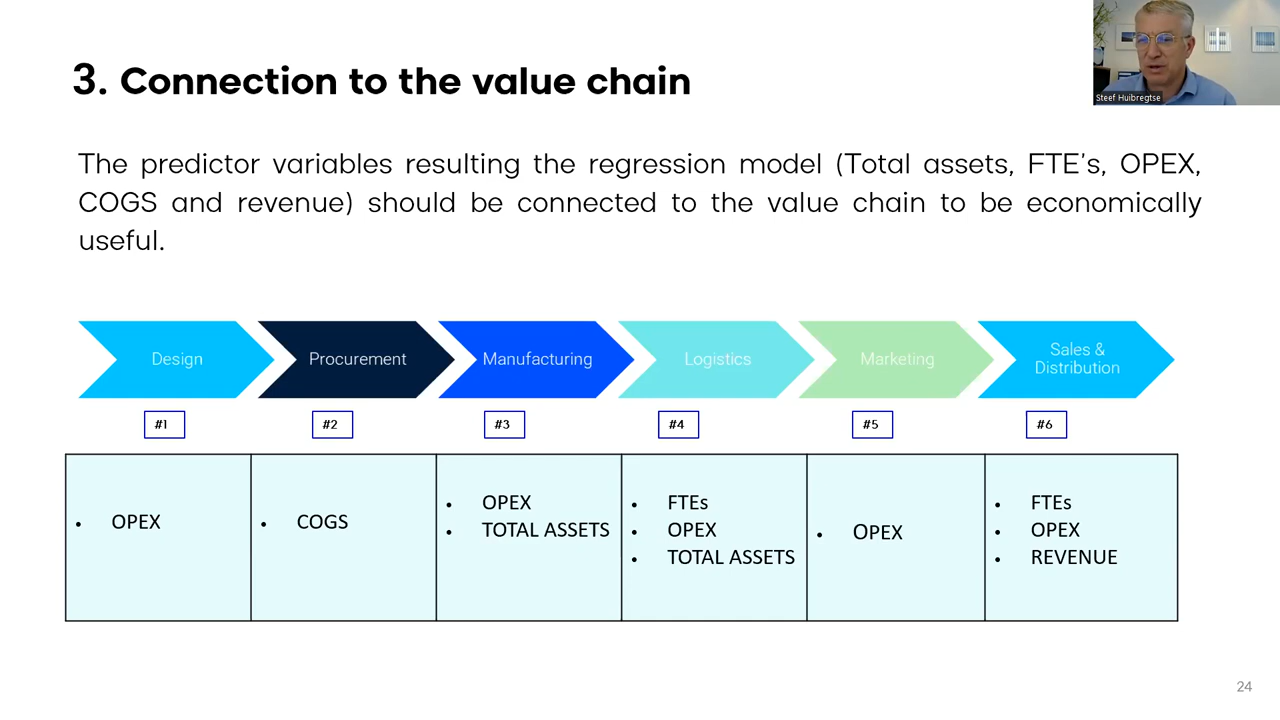 3. Connection to the value chain
Steef Huibregtse
The predictor variables resulting the regression model (Total assets, FTE's, OPEX,
COGS and revenue) should be connected to the value chain to be economically
useful.
Design
Procurement
Manufacturing
Logistics
Marketing
Sales &
Distribution
#1
#2
#3
#4
#5
#6
• OPEX
• COGS
• OPEX
• TOTAL ASSETS
• FTEs
• OPEX
• TOTAL ASSETS
• OPEX
• FTEs
• OPEX
• REVENUE
24